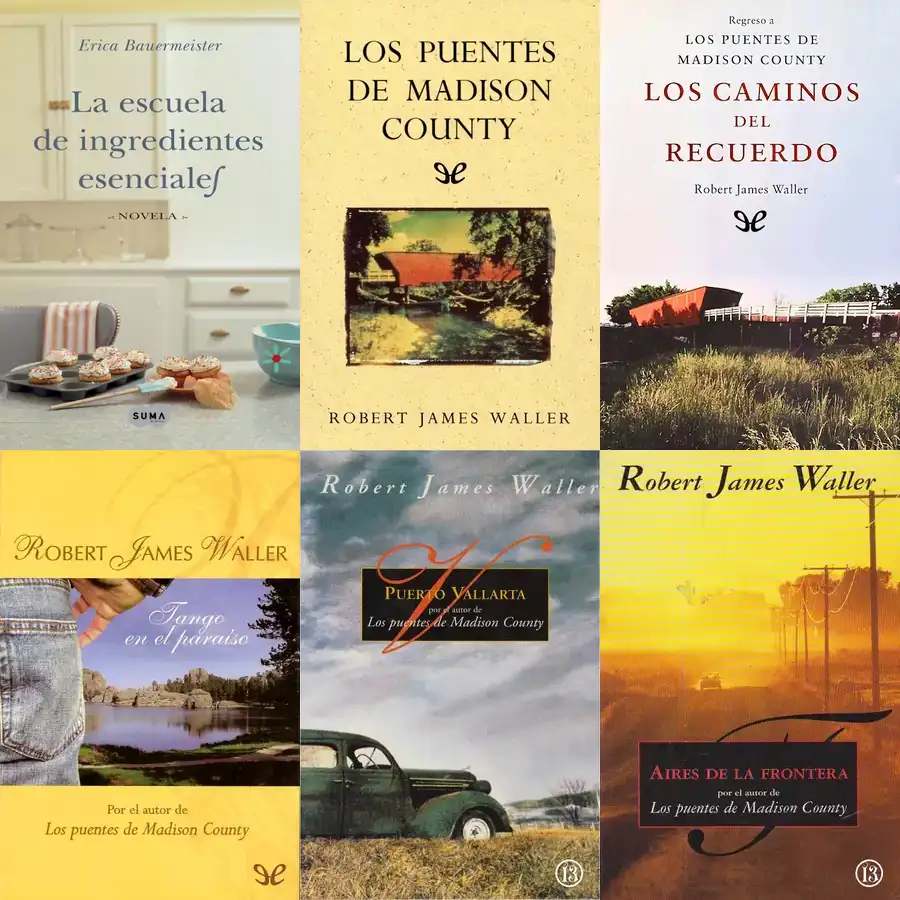 Erica Bauermeister
La escuela
de ingredientes
esenciales
NOVELA
SUMA
LOS PUENTES
DE MADISON
COUNTY
ROBERT JAMES WALLER
Regreso a
LOS PUENTES DE
MADISON COUNTY
LOS CAMINOS
DEL
RECUERDO
Robert James Waller
ROBERT JAMES WALLER
Tango
en el paraíso
Por el autor de
Los puentes de Madison County
Robert James Waller
V
PUERTO VALLARTA
por el autor de
Los puentes de Madison County
13
Robert James Waller
F
AIRES DE LA FRONTERA
por el autor de
Los puentes de Madison County
13